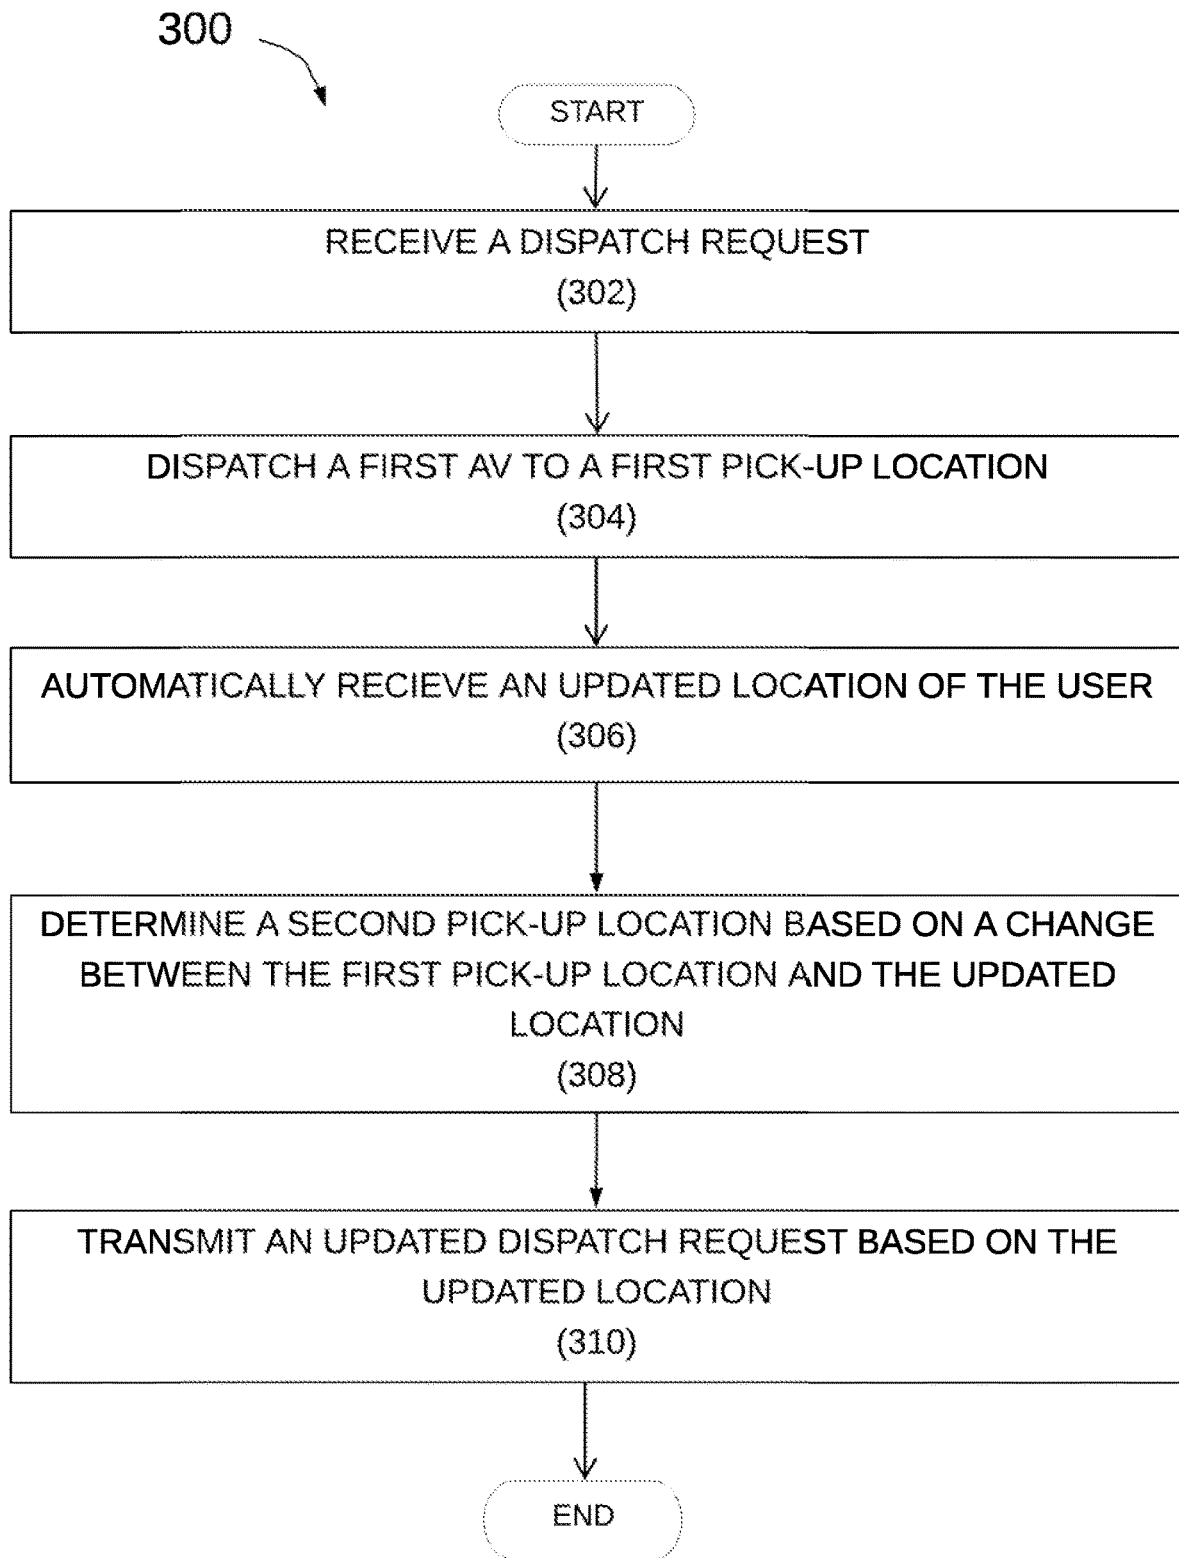 300
START
RECEIVE A DISPATCH REQUEST
(302)
DISPATCH A FIRST AV TO A FIRST PICK-UP LOCATION
(304)
AUTOMATICALLY RECIEVE AN UPDATED LOCATION OF THE USER
(306)
DETERMINE A SECOND PICK-UP LOCATION BASED ON A CHANGE
BETWEEN THE FIRST PICK-UP LOCATION AND THE UPDATED
LOCATION
(308)
TRANSMIT AN UPDATED DISPATCH REQUEST BASED ON THE
UPDATED LOCATION
(310)
END